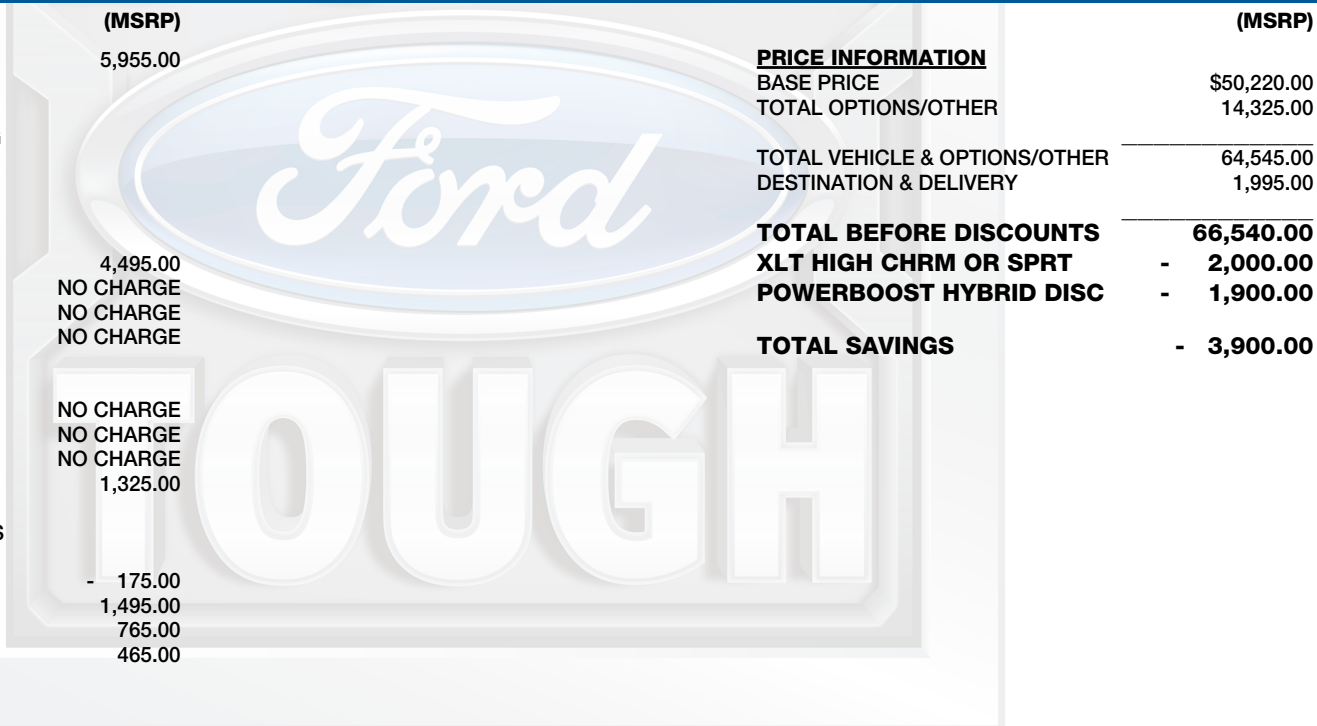 (MSRP)
5,955.00
4,495.00
NO CHARGE
NO CHARGE
NO CHARGE
NO CHARGE
NO CHARGE
NO CHARGE
1,325.00
S
- 175.00
1,495.00
765.00
465.00
Ford
TOUGH
(MSRP)
PRICE INFORMATION
BASE PRICE $50,220.00
TOTAL OPTIONS/OTHER 14,325.00
TOTAL VEHICLE & OPTIONS/OTHER 64,545.00
DESTINATION & DELIVERY 1,995.00
TOTAL BEFORE DISCOUNTS 66,540.00
XLT HIGH CHRM OR SPRT - 2,000.00
POWERBOOST HYBRID DISC - 1,900.00
TOTAL SAVINGS - 3,900.00